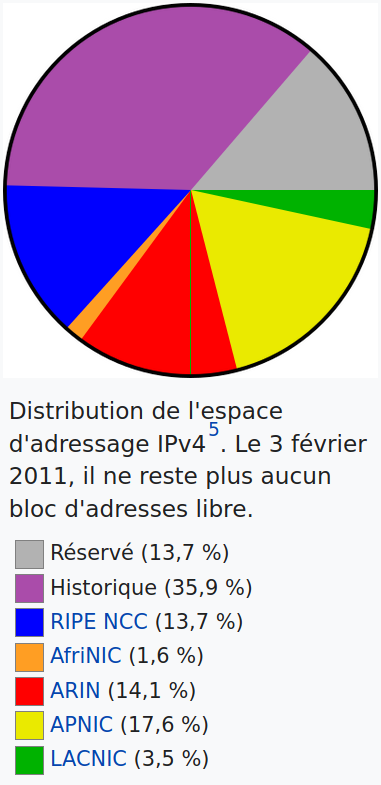 Distribution de l'espace
d'adressage IPv4 5. Le 3 février
2011, il ne reste plus aucun
bloc d'adresses libre.
Réservé (13,7 %)
Historique (35,9 %)
RIPE NCC (13,7 %)
AfriNIC (1,6 %)
ARIN (14,1 %)
APNIC (17,6 %)
LACNIC (3,5 %)